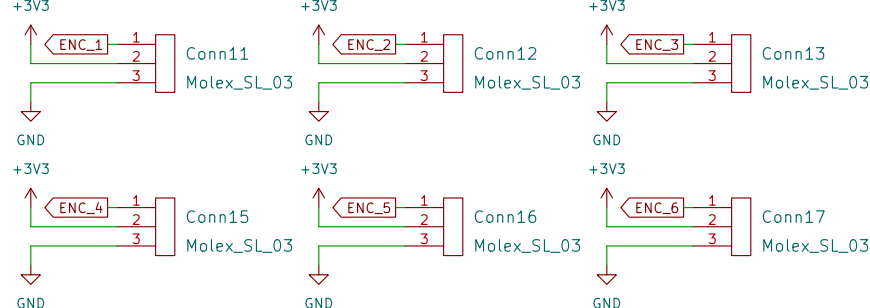 +3V3 +3V3 +3V3
ENC_1 1 ENC_2 1 ENC_3 1
2 Conn11 2 Conn12 2 Conn13
3 Molex_SL_03 3 Molex_SL_03 3 Molex_SL_03
GND GND GND
+3V3 +3V3 +3V3
ENC_4 1 ENC_5 1 ENC_6 1
2 Conn15 2 Conn16 2 Conn17
3 Molex_SL_03 3 Molex_SL_03 3 Molex_SL_03
GND GND GND